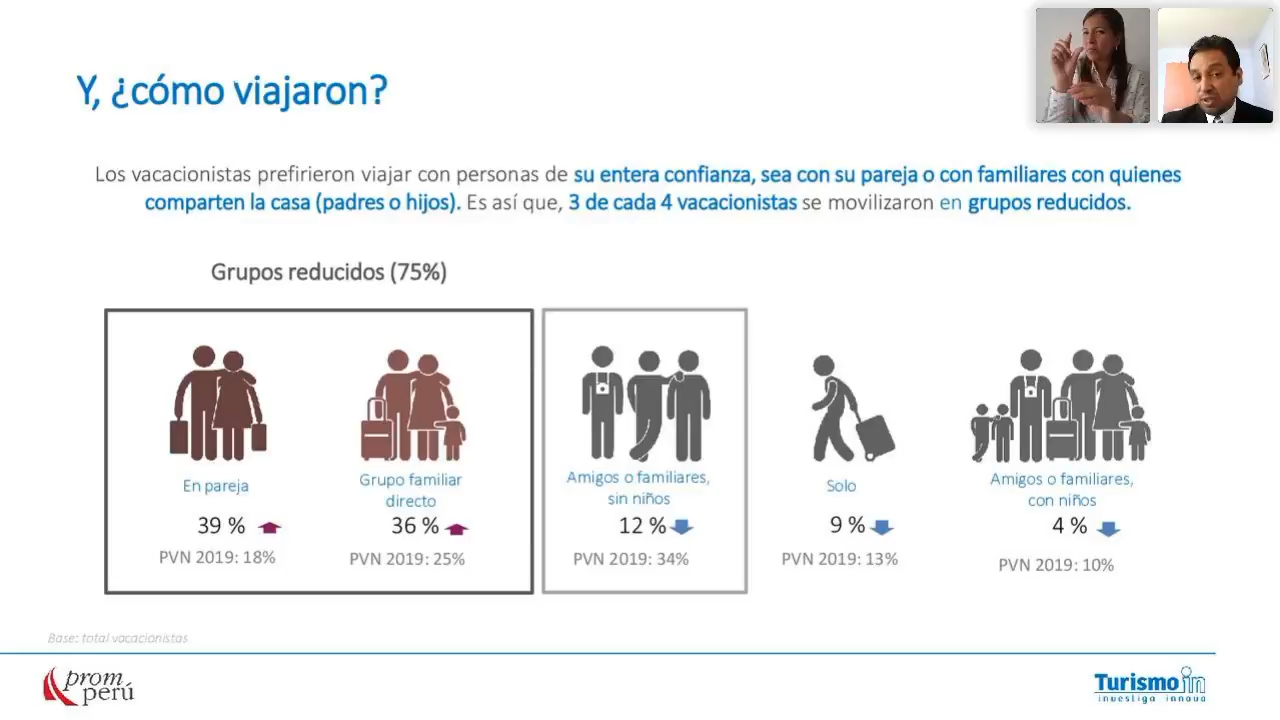 Y, ¿cómo viajaron?
Los vacacionistas prefirieron viajar con personas de su entera confianza, sea con su pareja o con familiares con quienes
comparten la casa (padres o hijos). Es así que, 3 de cada 4 vacacionistas se movilizaron en grupos reducidos.
Grupos reducidos (75%)
En pareja
39 %
PVN 2019: 18%
Grupo familiar
directo
36 %
PVN 2019: 25%
Amigos o familiares,
sin niños
12 %
PVN 2019: 34%
Solo
9 %
PVN 2019: 13%
Amigos o familiares,
con niños
4 %
PVN 2019: 10%
Base: total vacacionistas
prom
perú
Turismo in
investiga innova